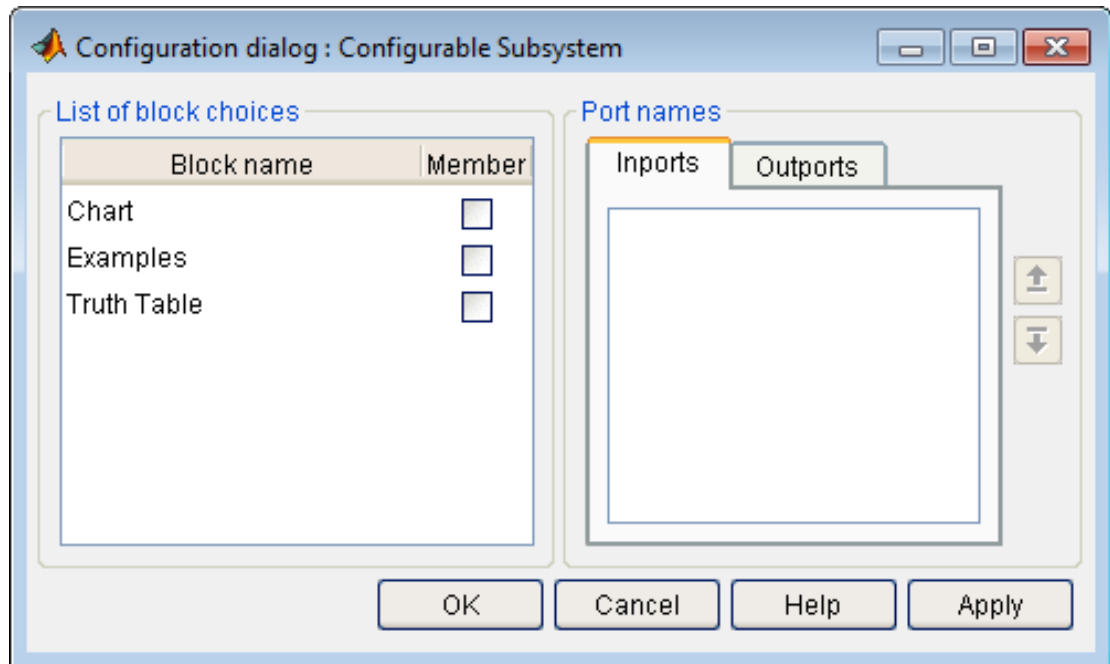 Configuration dialog : Configurable Subsystem
List of block choices
Block name Member
Chart
Examples
Truth Table
Port names
Inports Outports
OK Cancel Help Apply